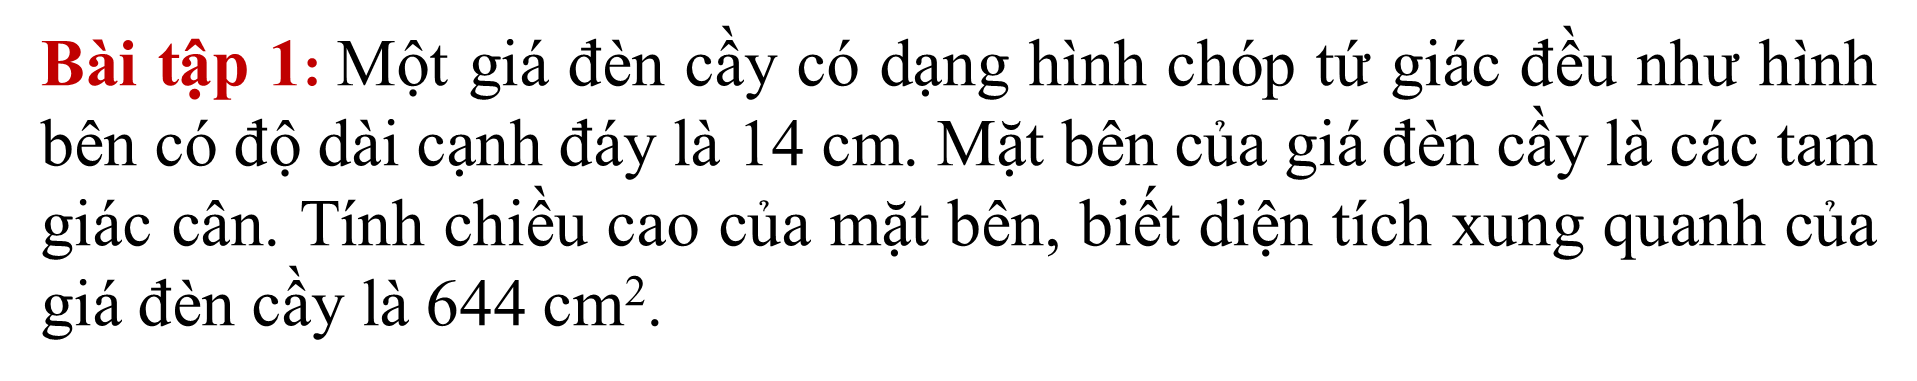 Bài tập 1: Một giá đèn cầy có dạng hình chóp tứ giác đều như hình
bên có độ dài cạnh đáy là 14 cm. Mặt bên của giá đèn cầy là các tam
giác cân. Tính chiều cao của mặt bên, biết diện tích xung quanh của
giá đèn cầy là 644 cm².